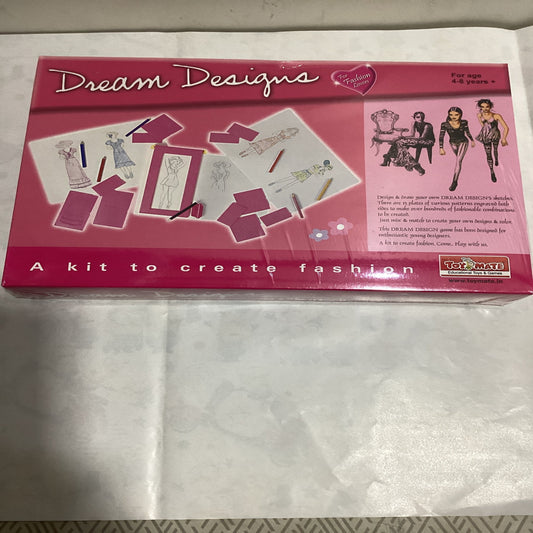 Dream Designs
For
Fashion
Lovers
For age
4-8 years +
Design & draw your own DREAM DESIGN's sketches.
There are 11 plates of various patterns engraved both
sides to make over hundreds of fashionable combinations
to be created.
Just mix & match to create your own designs & color.
This DREAM DESIGN game has been designed for
enthusiastic young designers.
A kit to create fashion. Come, Play with us.
A kit to create fashion
TOY MATE
Educational Toys & Games
www.toymate.in